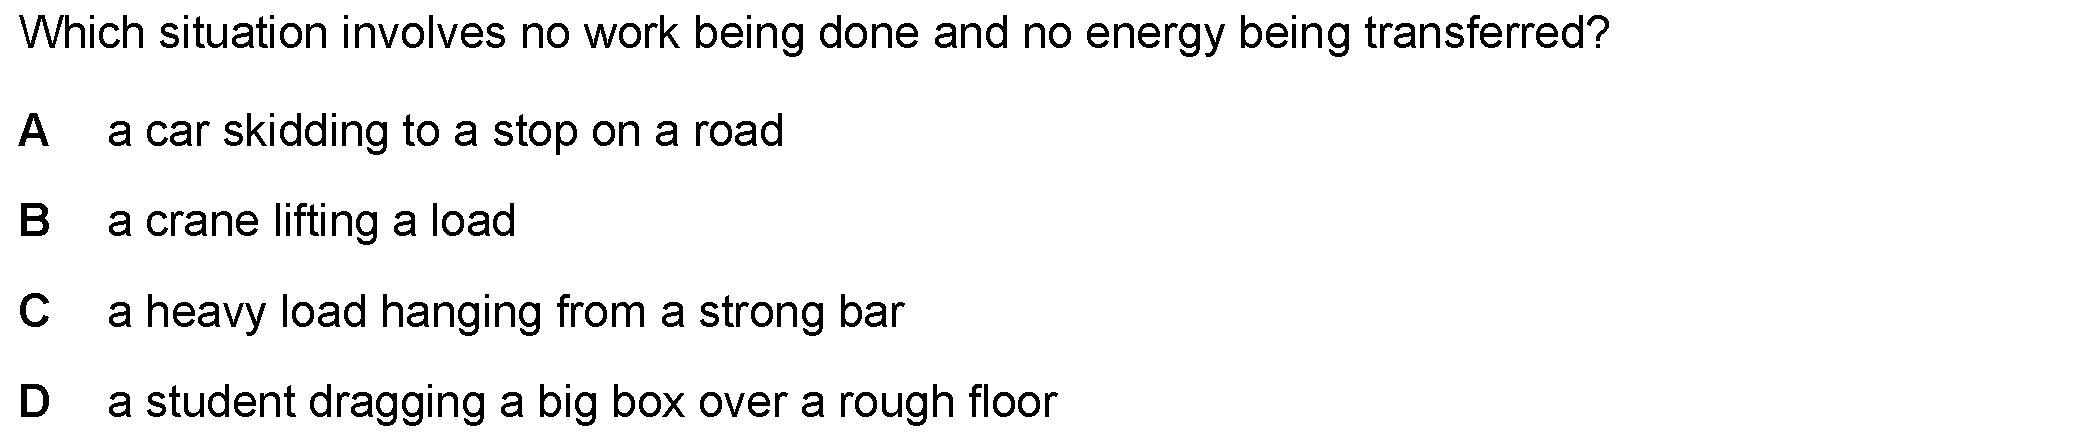 Which situation involves no work being done and no energy being transferred?
A a car skidding to a stop on a road
B a crane lifting a load
C a heavy load hanging from a strong bar
D a student dragging a big box over a rough floor